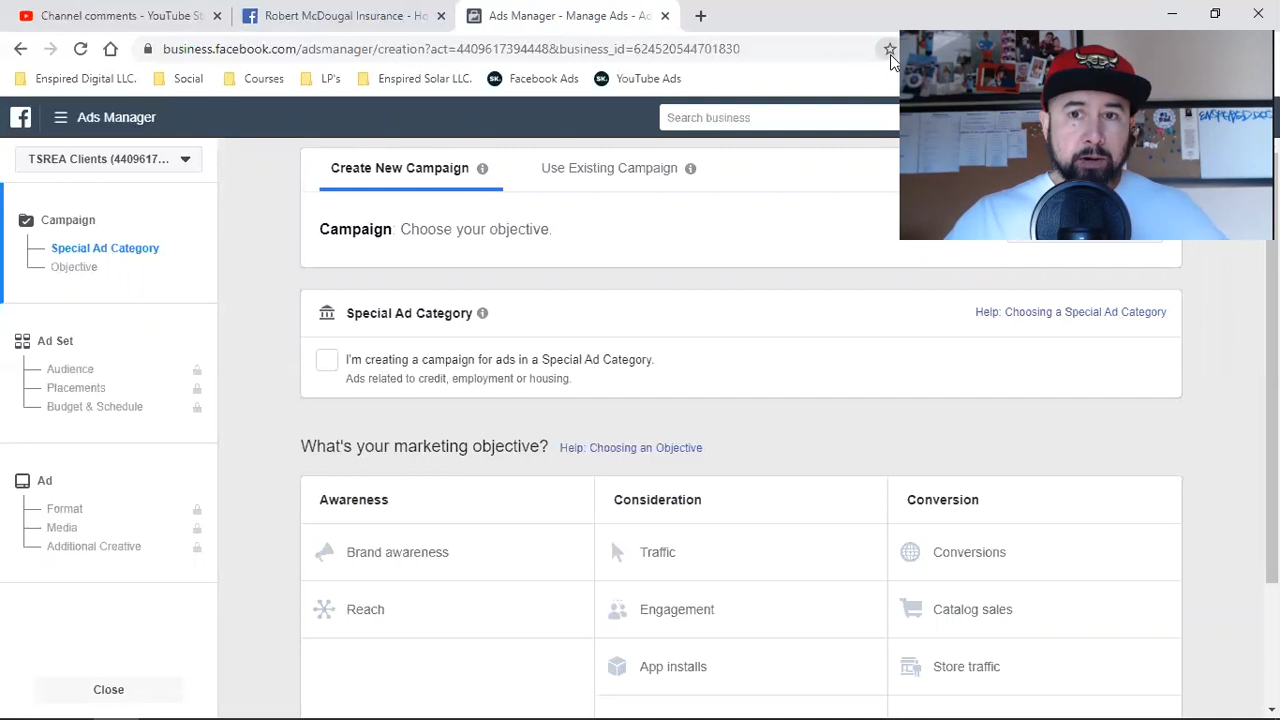 Channel comments - YouTube St
Robert McDougal Insurance - Ho
Ads Manager - Manage Ads - Ad
business.facebook.com/adsmanager/creation?act=4409617394448&business_id=624520544701830
Enspired Digital LLC.
Social
Courses
LP's
Enspired Solar LLC.
SK. Facebook Ads
SK. YouTube Ads
Ads Manager
Search business
TSREA Clients (4409617...
Create New Campaign
Use Existing Campaign
Campaign
Special Ad Category
Objective
Campaign: Choose your objective.
Special Ad Category
Help: Choosing a Special Ad Category
I'm creating a campaign for ads in a Special Ad Category.
Ads related to credit, employment or housing.
Ad Set
Audience
Placements
Budget & Schedule
What's your marketing objective? Help: Choosing an Objective
Ad
Format
Media
Additional Creative
Awareness
Consideration
Conversion
Brand awareness
Traffic
Conversions
Reach
Engagement
Catalog sales
App installs
Store traffic
Close